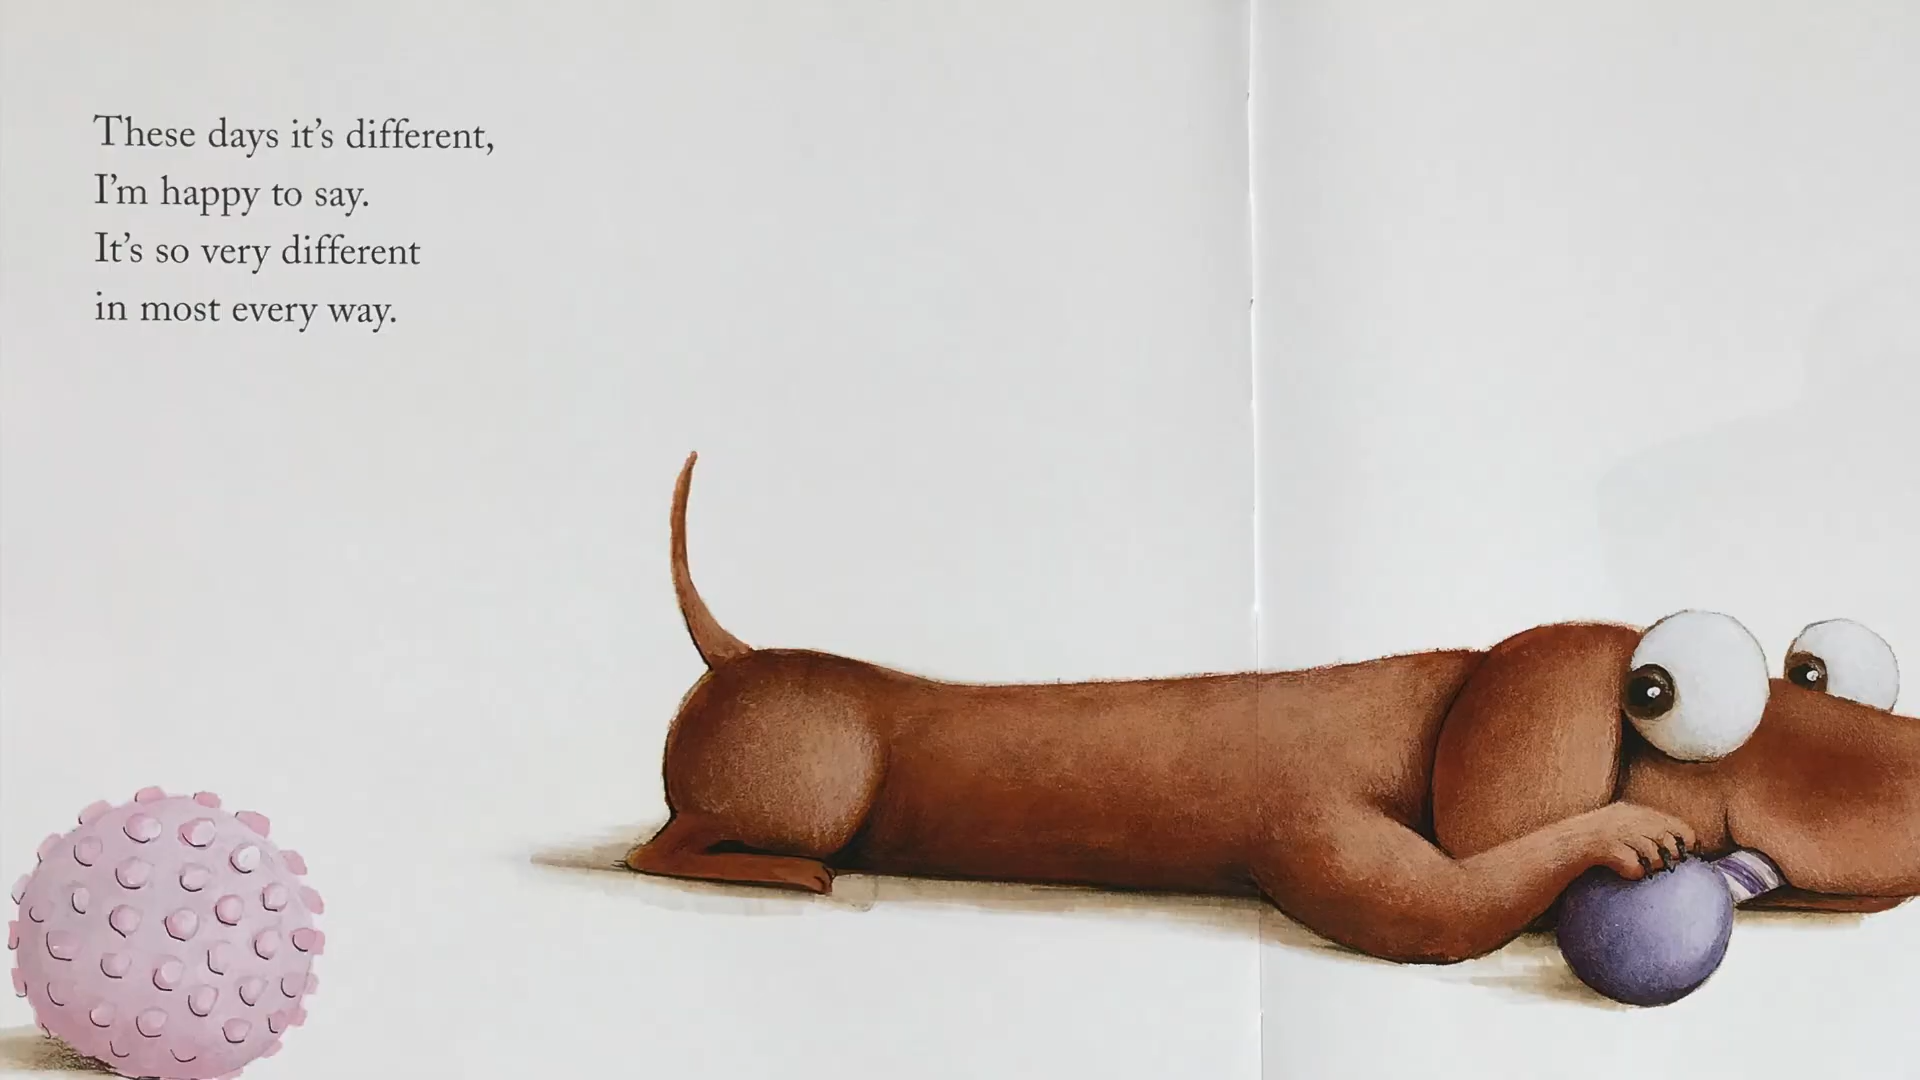 These days it’s different,
I’m happy to say.
It’s so very different
in most every way.